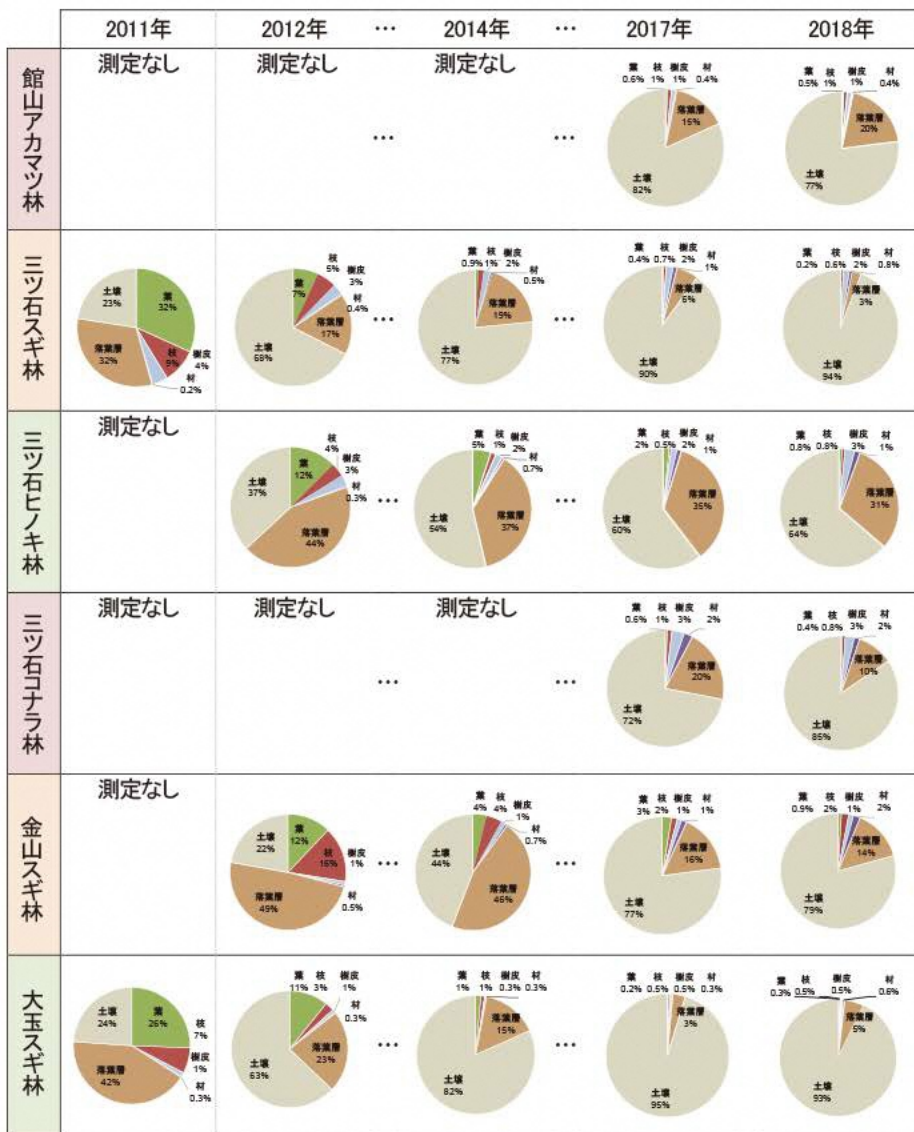 2011年 2012年 … 2014年 … 2017年 2018年
館山アカマツ林
測定なし 測定なし 測定なし
… …
葉 0.6% 枝 1% 樹皮 1% 材 0.4% 落葉層 15% 土壌 82%
葉 0.5% 枝 1% 樹皮 1% 材 0.4% 落葉層 20% 土壌 77%
三ツ石スギ林
葉 32% 枝 9% 樹皮 4% 材 0.2% 落葉層 32% 土壌 23%
葉 7% 枝 5% 樹皮 3% 材 0.4% 落葉層 17% 土壌 68%
…
葉 0.9% 枝 1% 樹皮 2% 材 0.5% 落葉層 19% 土壌 77%
…
葉 0.4% 枝 0.7% 樹皮 2% 材 1% 落葉層 6% 土壌 90%
葉 0.2% 枝 0.6% 樹皮 2% 材 0.8% 落葉層 3% 土壌 94%
三ツ石ヒノキ林
測定なし
葉 12% 枝 4% 樹皮 3% 材 0.3% 落葉層 44% 土壌 37%
…
葉 5% 枝 1% 樹皮 2% 材 0.7% 落葉層 37% 土壌 54%
…
葉 2% 枝 0.5% 樹皮 2% 材 1% 落葉層 35% 土壌 60%
葉 0.8% 枝 0.8% 樹皮 3% 材 1% 落葉層 31% 土壌 64%
三ツ石コナラ林
測定なし 測定なし 測定なし
… …
葉 0.6% 枝 1% 樹皮 3% 材 2% 落葉層 20% 土壌 72%
葉 0.4% 枝 0.8% 樹皮 3% 材 2% 落葉層 10% 土壌 85%
金山スギ林
測定なし
葉 12% 枝 16% 樹皮 1% 材 0.5% 落葉層 49% 土壌 22%
…
葉 4% 枝 4% 樹皮 1% 材 0.7% 落葉層 46% 土壌 44%
…
葉 3% 枝 2% 樹皮 1% 材 1% 落葉層 16% 土壌 77%
葉 0.9% 枝 2% 樹皮 1% 材 2% 落葉層 14% 土壌 79%
大玉スギ林
葉 26% 枝 7% 樹皮 1% 材 0.3% 落葉層 42% 土壌 24%
葉 11% 枝 3% 樹皮 1% 材 0.3% 落葉層 23% 土壌 63%
…
葉 1% 枝 1% 樹皮 0.3% 材 0.3% 落葉層 15% 土壌 82%
…
葉 0.2% 枝 0.5% 樹皮 0.5% 材 0.3% 落葉層 3% 土壌 95%
葉 0.3% 枝 0.5% 樹皮 0.5% 材 0.6% 落葉層 5% 土壌 93%